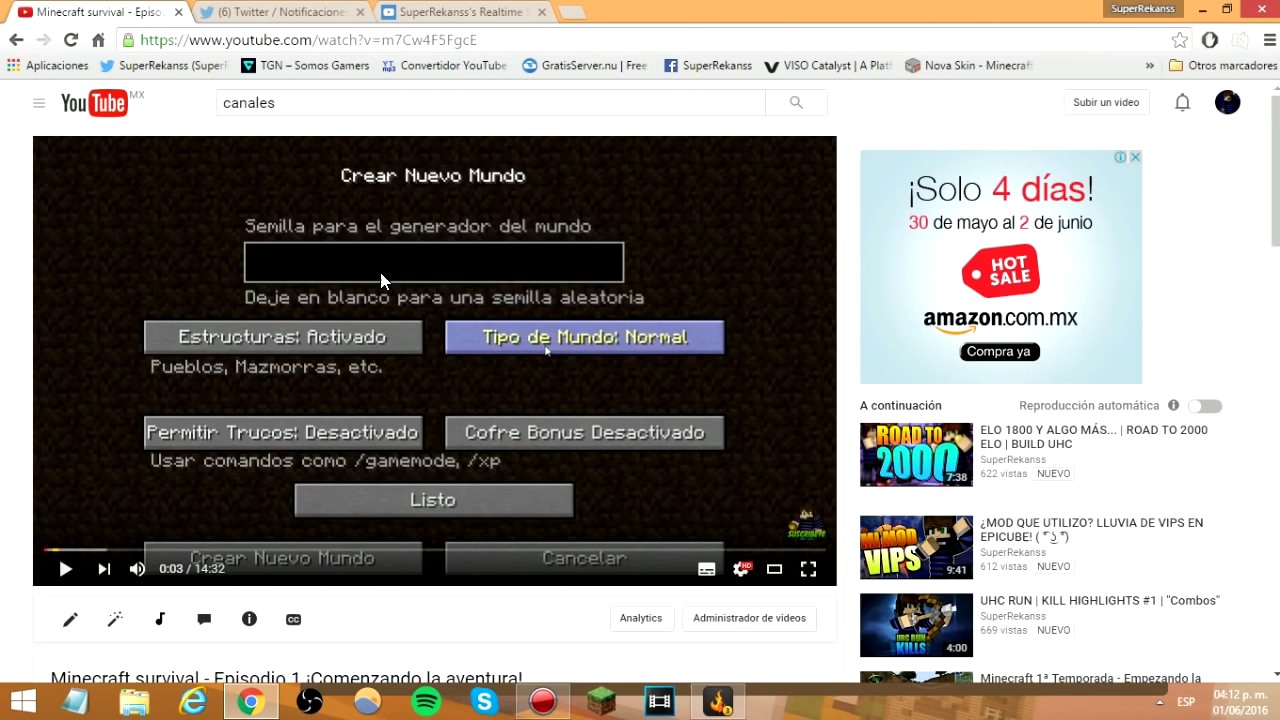 Minecraft survival - Episo
(6) Twitter / Notificacione
SuperRekanss's Realtime
SuperRekanss
https://www.youtube.com/watch?v=m7Cw4F5FgcE
Aplicaciones
SuperRekanss (SuperF
TGN – Somos Gamers
Convertidor YouTube
GratisServer.nu | Free
SuperRekanss
VISO Catalyst | A Plat
Nova Skin - Minecraft
»
Otros marcadores
YouTube MX
canales
Subir un video
Crear Nuevo Mundo
Semilla para el generador del mundo
Deje en blanco para una semilla aleatoria
Estructuras: Activado
Tipo de Mundo: Normal
Pueblos, Mazmorras, etc.
Permitir Trucos: Desactivado
Cofre Bonus Desactivado
Usar comandos como /gamemode, /xp
Listo
SUSCRIBETE
Crear Nuevo Mundo
Cancelar
0:03 / 14:32
HD
¡Solo 4 días!
30 de mayo al 2 de junio
HOT
SALE
amazon.com.mx
Compra ya
A continuación
Reproducción automática
ROAD TO
2000
7:38
ELO 1800 Y ALGO MÁS... | ROAD TO 2000
ELO | BUILD UHC
SuperRekanss
622 vistas NUEVO
MI MOD
VIPS
9:41
¿MOD QUE UTILIZO? LLUVIA DE VIPS EN
EPICUBE! ( ͡° ͜ʖ ͡°)
SuperRekanss
612 vistas NUEVO
UHC RUN
KILLS
4:00
UHC RUN | KILL HIGHLIGHTS #1 | "Combos"
SuperRekanss
669 vistas NUEVO
Minecraft 1ª Temporada - Empezando la
CC
Analytics
Administrador de videos
Minecraft survival - Episodio 1 ¡Comenzando la aventura!
ESP
04:12 p. m.
01/06/2016